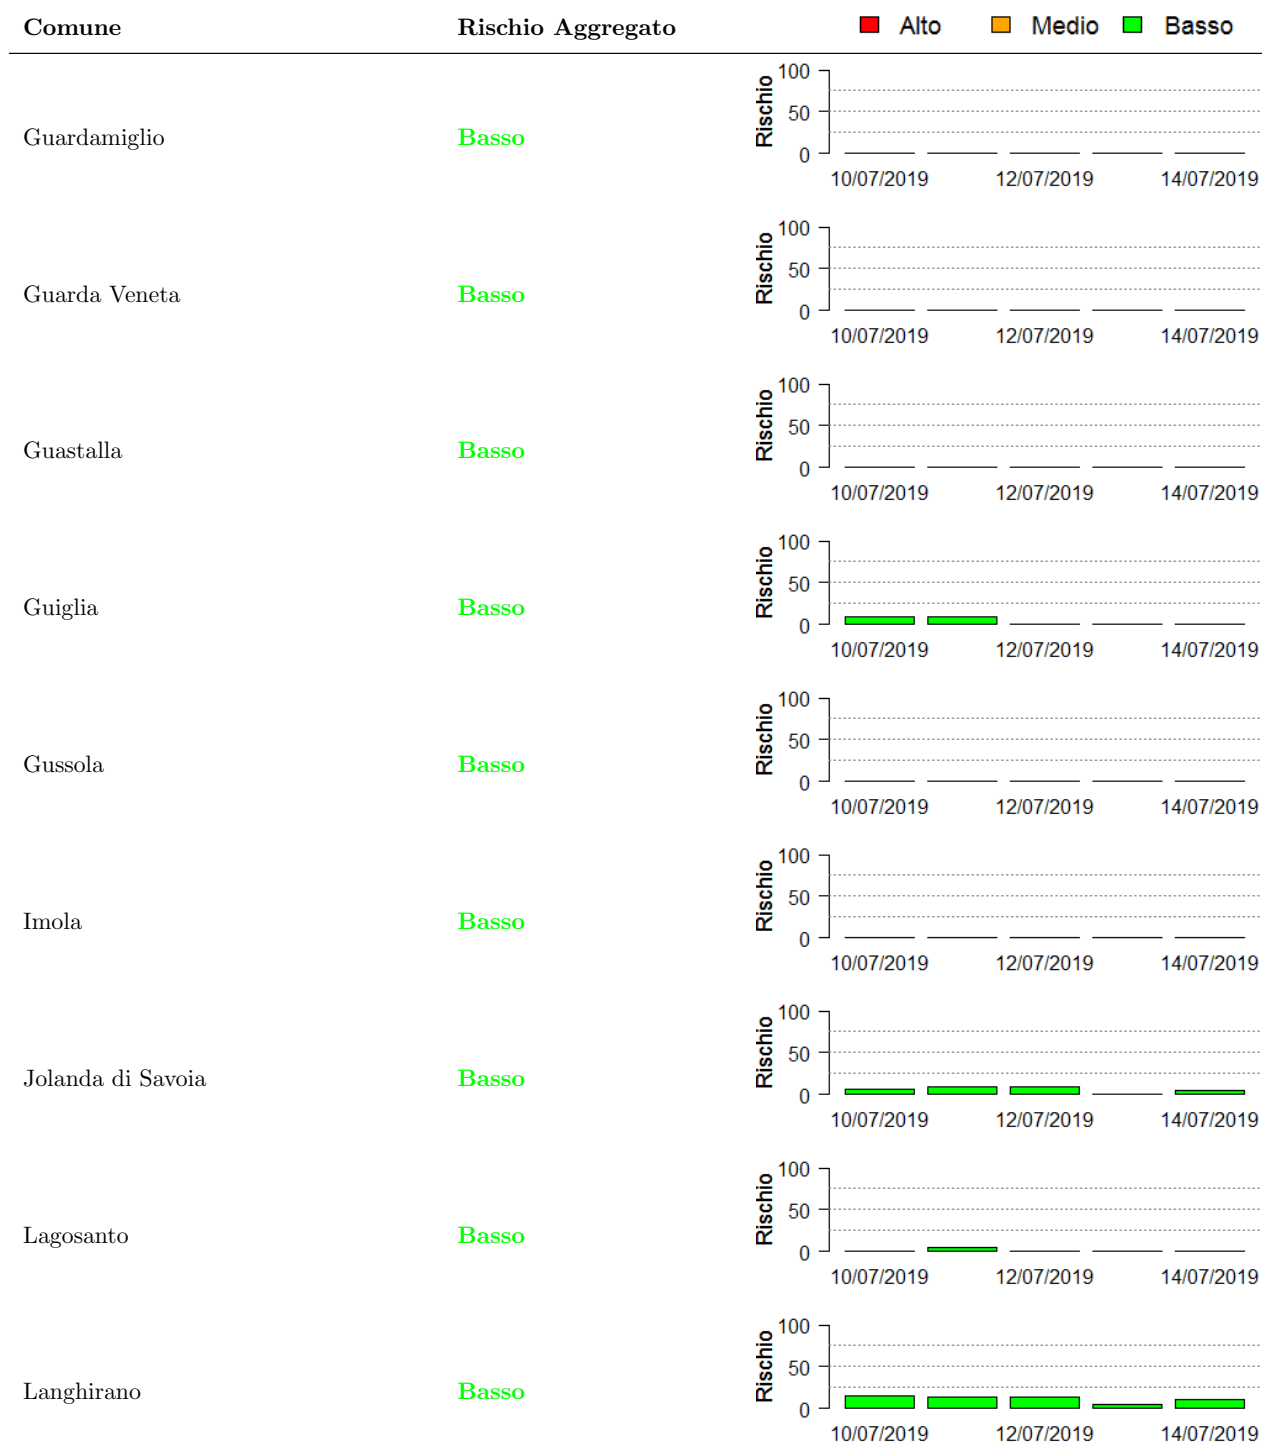 Comune Rischio Aggregato Alto Medio Basso
Guardamiglio Basso
Rischio
100
50
0
10/07/2019 12/07/2019 14/07/2019
Guarda Veneta Basso
Rischio
100
50
0
10/07/2019 12/07/2019 14/07/2019
Guastalla Basso
Rischio
100
50
0
10/07/2019 12/07/2019 14/07/2019
Guiglia Basso
Rischio
100
50
0
10/07/2019 12/07/2019 14/07/2019
Gussola Basso
Rischio
100
50
0
10/07/2019 12/07/2019 14/07/2019
Imola Basso
Rischio
100
50
0
10/07/2019 12/07/2019 14/07/2019
Jolanda di Savoia Basso
Rischio
100
50
0
10/07/2019 12/07/2019 14/07/2019
Lagosanto Basso
Rischio
100
50
0
10/07/2019 12/07/2019 14/07/2019
Langhirano Basso
Rischio
100
50
0
10/07/2019 12/07/2019 14/07/2019